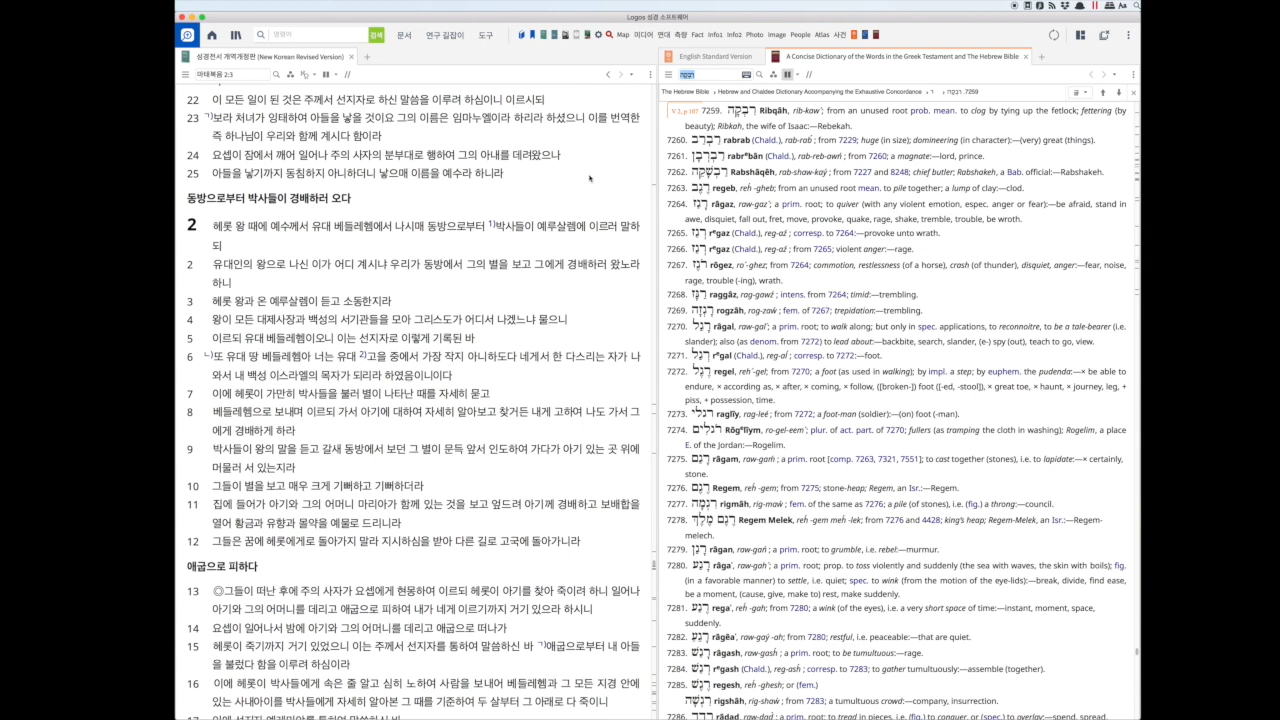 Logos 성경 소프트웨어
명령어 검색 문서 연구 길잡이 도구 Map 미디어 연대 측량 Fact Info1 Info2 Photo Image People Atlas 사건
성경전서 개역개정판 (New Korean Revised Version)
마태복음 2:3
22 이 모든 일이 된 것은 주께서 선지자로 하신 말씀을 이루려 하심이니 이르시되
23 ㄱ)보라 처녀가 잉태하여 아들을 낳을 것이요 그의 이름은 임마누엘이라 하리라 하셨으니 이를 번역한
즉 하나님이 우리와 함께 계시다 함이라
24 요셉이 잠에서 깨어 일어나 주의 사자의 분부대로 행하여 그의 아내를 데려왔으나
25 아들을 낳기까지 동침하지 아니하더니 낳으매 이름을 예수라 하니라
동방으로부터 박사들이 경배하러 오다
2 헤롯 왕 때에 예수께서 유대 베들레헴에서 나시매 동방으로부터 1)박사들이 예루살렘에 이르러 말하
되
2 유대인의 왕으로 나신 이가 어디 계시냐 우리가 동방에서 그의 별을 보고 그에게 경배하러 왔노라
하니
3 헤롯 왕과 온 예루살렘이 듣고 소동한지라
4 왕이 모든 대제사장과 백성의 서기관들을 모아 그리스도가 어디서 나겠느냐 물으니
5 이르되 유대 베들레헴이오니 이는 선지자로 이렇게 기록된 바
6 ㄴ)또 유대 땅 베들레헴아 너는 유대 2)고을 중에서 가장 작지 아니하도다 네게서 한 다스리는 자가 나
와서 내 백성 이스라엘의 목자가 되리라 하였음이니이다
7 이에 헤롯이 가만히 박사들을 불러 별이 나타난 때를 자세히 묻고
8 베들레헴으로 보내며 이르되 가서 아기에 대하여 자세히 알아보고 찾거든 내게 고하여 나도 가서 그
에게 경배하게 하라
9 박사들이 왕의 말을 듣고 갈새 동방에서 보던 그 별이 문득 앞서 인도하여 가다가 아기 있는 곳 위에
머물러 서 있는지라
10 그들이 별을 보고 매우 크게 기뻐하고 기뻐하더라
11 집에 들어가 아기와 그의 어머니 마리아가 함께 있는 것을 보고 엎드려 아기께 경배하고 보배합을
열어 황금과 유향과 몰약을 예물로 드리니라
12 그들은 꿈에 헤롯에게로 돌아가지 말라 지시하심을 받아 다른 길로 고국에 돌아가니라
애굽으로 피하다
13 ◎그들이 떠난 후에 주의 사자가 요셉에게 현몽하여 이르되 헤롯이 아기를 찾아 죽이려 하니 일어나
아기와 그의 어머니를 데리고 애굽으로 피하여 내가 네게 이르기까지 거기 있으라 하시니
14 요셉이 일어나서 밤에 아기와 그의 어머니를 데리고 애굽으로 떠나가
15 헤롯이 죽기까지 거기 있었으니 이는 주께서 선지자를 통하여 말씀하신 바 ㄱ)애굽으로부터 내 아들
을 불렀다 함을 이루려 하심이라
16 이에 헤롯이 박사들에게 속은 줄 알고 심히 노하여 사람을 보내어 베들레헴과 그 모든 지경 안에
있는 사내아이를 박사들에게 자세히 알아본 그 때를 기준하여 두 살부터 그 아래로 다 죽이니
English Standard Version
A Concise Dictionary of the Words in the Greek Testament and The Hebrew Bible
רִבְקָה
The Hebrew Bible › Hebrew and Chaldee Dictionary Accompanying the Exhaustive Concordance › ר › רִבְקָה .7259
V 2, p 107 7259. רִבְקָה Ribqâh, rib-kaw´; from an unused root prob. mean. to clog by tying up the fetlock; fettering (by
beauty); Ribkah, the wife of Isaac:—Rebekah.
7260. רַבְרַב rabrab (Chald.), rab-rab´; from 7229; huge (in size); domineering (in character):—(very) great (things).
7261. רַבְרְבָן rabrᵉbân (Chald.), rab-reb-awn´; from 7260; a magnate:—lord, prince.
7262. רַבְשָׁקֵה Rabshâqêh, rab-shaw-kay´; from 7227 and 8248; chief butler; Rabshakeh, a Bab. official:—Rabshakeh.
7263. רֶגֶב regeb, reh´-gheb; from an unused root mean. to pile together; a lump of clay:—clod.
7264. רָגַז râgaz, raw-gaz´; a prim. root; to quiver (with any violent emotion, espec. anger or fear):—be afraid, stand in
awe, disquiet, fall out, fret, move, provoke, quake, rage, shake, tremble, trouble, be wroth.
7265. רְגַז rᵉgaz (Chald.), reg-az´; corresp. to 7264:—provoke unto wrath.
7266. רְגַז rᵉgaz (Chald.), reg-az´; from 7265; violent anger:—rage.
7267. רֹגֶז rôgez, ro´-ghez; from 7264; commotion, restlessness (of a horse), crash (of thunder), disquiet, anger:—fear, noise,
rage, trouble (-ing), wrath.
7268. רַגָּז raggâz, rag-gawz´; intens. from 7264; timid:—trembling.
7269. רׇגְזָה rogzâh, rog-zaw´; fem. of 7267; trepidation:—trembling.
7270. רָגַל râgal, raw-gal´; a prim. root; to walk along; but only in spec. applications, to reconnoitre, to be a tale-bearer (i.e.
slander); also (as denom. from 7272) to lead about:—backbite, search, slander, (e-) spy (out), teach to go, view.
7271. רְגַל rᵉgal (Chald.), reg-al´; corresp. to 7272:—foot.
7272. רֶגֶל regel, reh´-gel; from 7270; a foot (as used in walking); by impl. a step; by euphem. the pudenda:—× be able to
endure, × according as, × after, × coming, × follow, ([broken-]) foot ([-ed, -stool]), × great toe, × haunt, × journey, leg, +
piss, + possession, time.
7273. רַגְלִי raglîy, rag-lee´; from 7272; a foot-man (soldier):—(on) foot (-man).
7274. רֹגְלִים Rôgᵉlîym, ro-gel-eem´; plur. of act. part. of 7270; fullers (as tramping the cloth in washing); Rogelim, a place
E. of the Jordan:—Rogelim.
7275. רָגַם râgam, raw-gam´; a prim. root [comp. 7263, 7321, 7551]; to cast together (stones), i.e. to lapidate:—× certainly,
stone.
7276. רֶגֶם Regem, reh´-gem; from 7275; stone-heap; Regem, an Isr.:—Regem.
7277. רִגְמָה rigmâh, rig-maw´; fem. of the same as 7276; a pile (of stones), i.e. (fig.) a throng:—council.
7278. רֶגֶם מֶלֶךְ Regem Melek, reh´-gem meh´-lek; from 7276 and 4428; king's heap; Regem-Melek, an Isr.:—Regem-
melech.
7279. רָגַן râgan, raw-gan´; a prim. root; to grumble, i.e. rebel:—murmur.
7280. רָגַע râga', raw-gah´; a prim. root; prop. to toss violently and suddenly (the sea with waves, the skin with boils); fig.
(in a favorable manner) to settle, i.e. quiet; spec. to wink (from the motion of the eye-lids):—break, divide, find ease,
be a moment, (cause, give, make to) rest, make suddenly.
7281. רֶגַע rega', reh´-gah; from 7280; a wink (of the eyes), i.e. a very short space of time:—instant, moment, space,
suddenly.
7282. רָגֵעַ râgêa', raw-gay´-ah; from 7280; restful, i.e. peaceable:—that are quiet.
7283. רָגַשׁ râgash, raw-gash´; a prim. root; to be tumultuous:—rage.
7284. רְגַשׁ rᵉgash (Chald.), reg-ash´; corresp. to 7283; to gather tumultuously:—assemble (together).
7285. רֶגֶשׁ regesh, reh´-ghesh; or (fem.)
רִגְשָׁה rigshâh, rig-shaw´; from 7283; a tumultuous crowd:—company, insurrection.
7286. רָדַד râdad, raw-dad´; a prim. root; to tread in pieces, i.e. (fig.) to conquer, or (spec.) to overlay:—spend, spread,